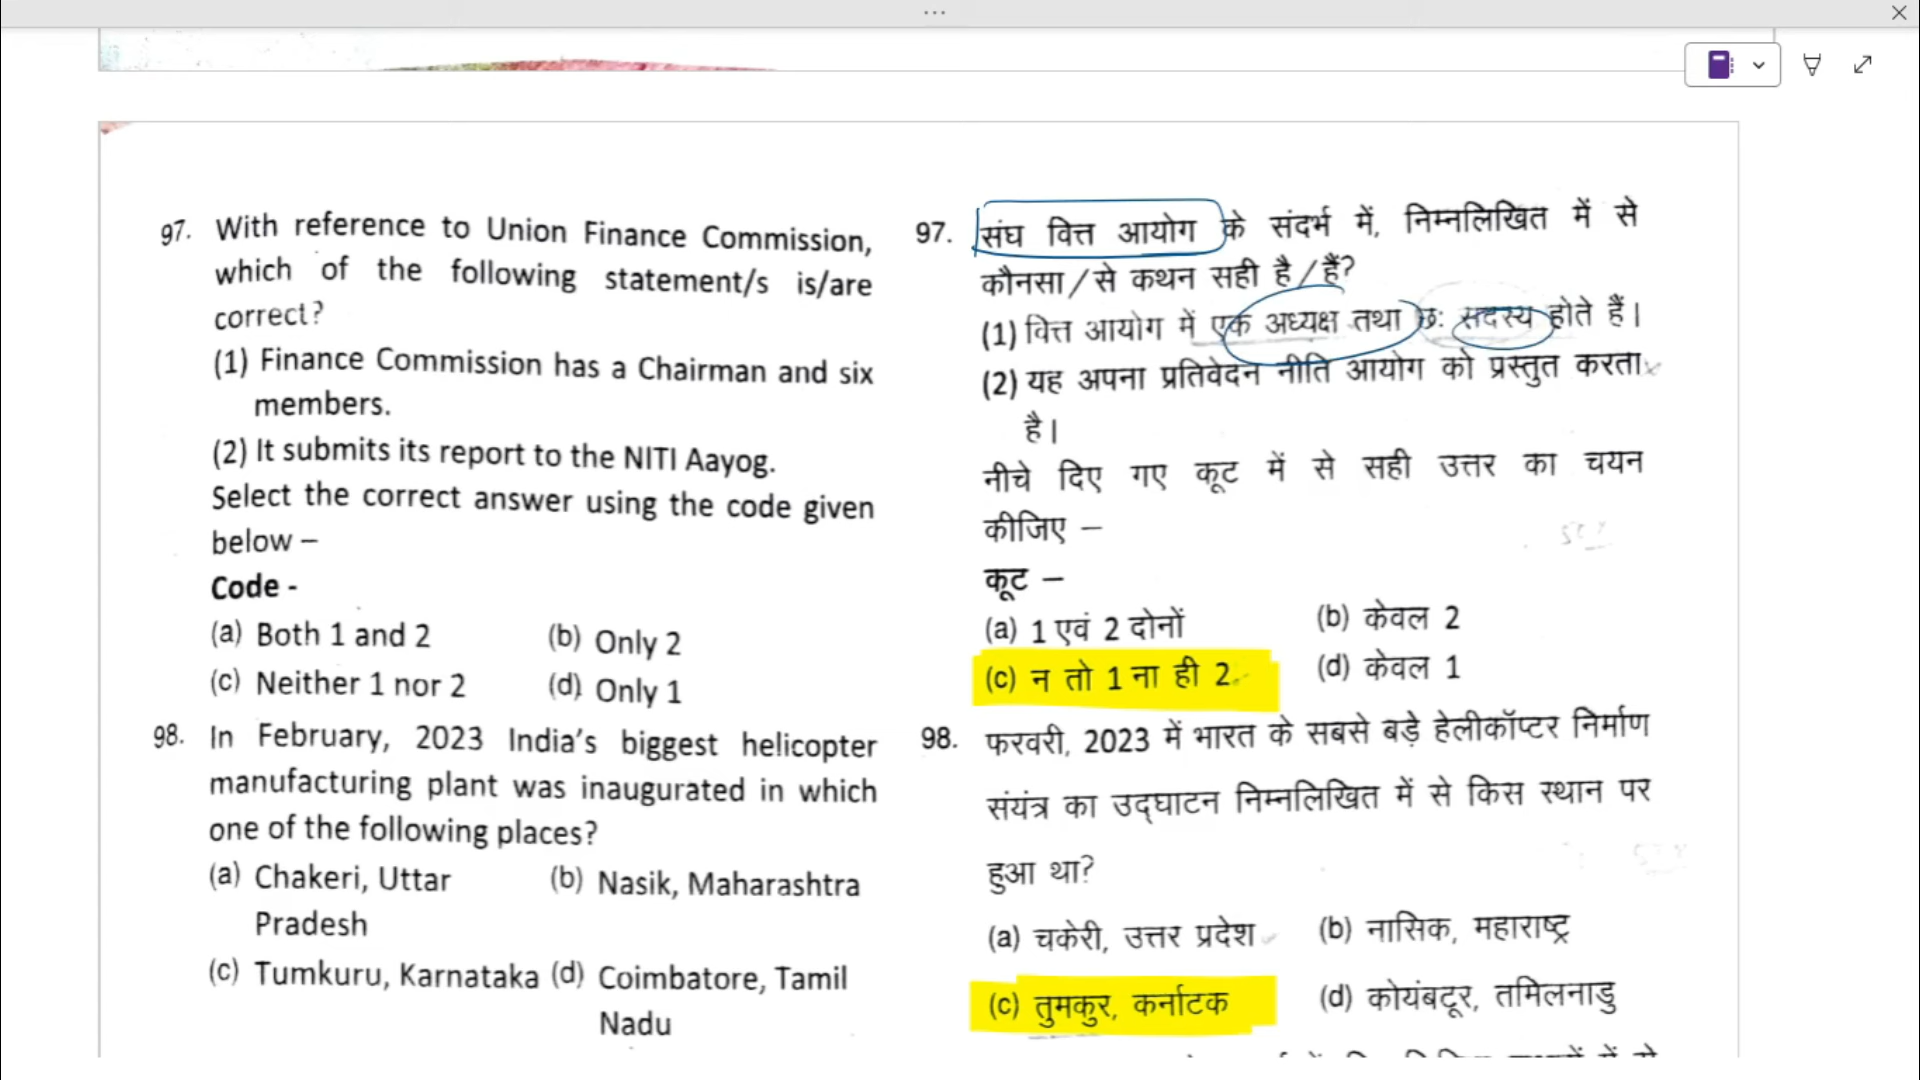 97. With reference to Union Finance Commission,
which of the following statement/s is/are
correct?
(1) Finance Commission has a Chairman and six
members.
(2) It submits its report to the NITI Aayog.
Select the correct answer using the code given
below –
Code -
(a) Both 1 and 2 (b) Only 2
(c) Neither 1 nor 2 (d) Only 1
98. In February, 2023 India's biggest helicopter
manufacturing plant was inaugurated in which
one of the following places?
(a) Chakeri, Uttar (b) Nasik, Maharashtra
Pradesh
(c) Tumkuru, Karnataka (d) Coimbatore, Tamil
Nadu
97. संघ वित्त आयोग के संदर्भ में, निम्नलिखित में से
कौनसा/से कथन सही है/हैं?
(1) वित्त आयोग में एक अध्यक्ष तथा छः सदस्य होते हैं।
(2) यह अपना प्रतिवेदन नीति आयोग को प्रस्तुत करता
है।
नीचे दिए गए कूट में से सही उत्तर का चयन
कीजिए –
कूट –
(a) 1 एवं 2 दोनों (b) केवल 2
(c) न तो 1 ना ही 2 (d) केवल 1
98. फरवरी, 2023 में भारत के सबसे बड़े हेलीकॉप्टर निर्माण
संयंत्र का उद्घाटन निम्नलिखित में से किस स्थान पर
हुआ था?
(a) चकेरी, उत्तर प्रदेश (b) नासिक, महाराष्ट्र
(c) तुमकुर, कर्नाटक (d) कोयंबटूर, तमिलनाडु